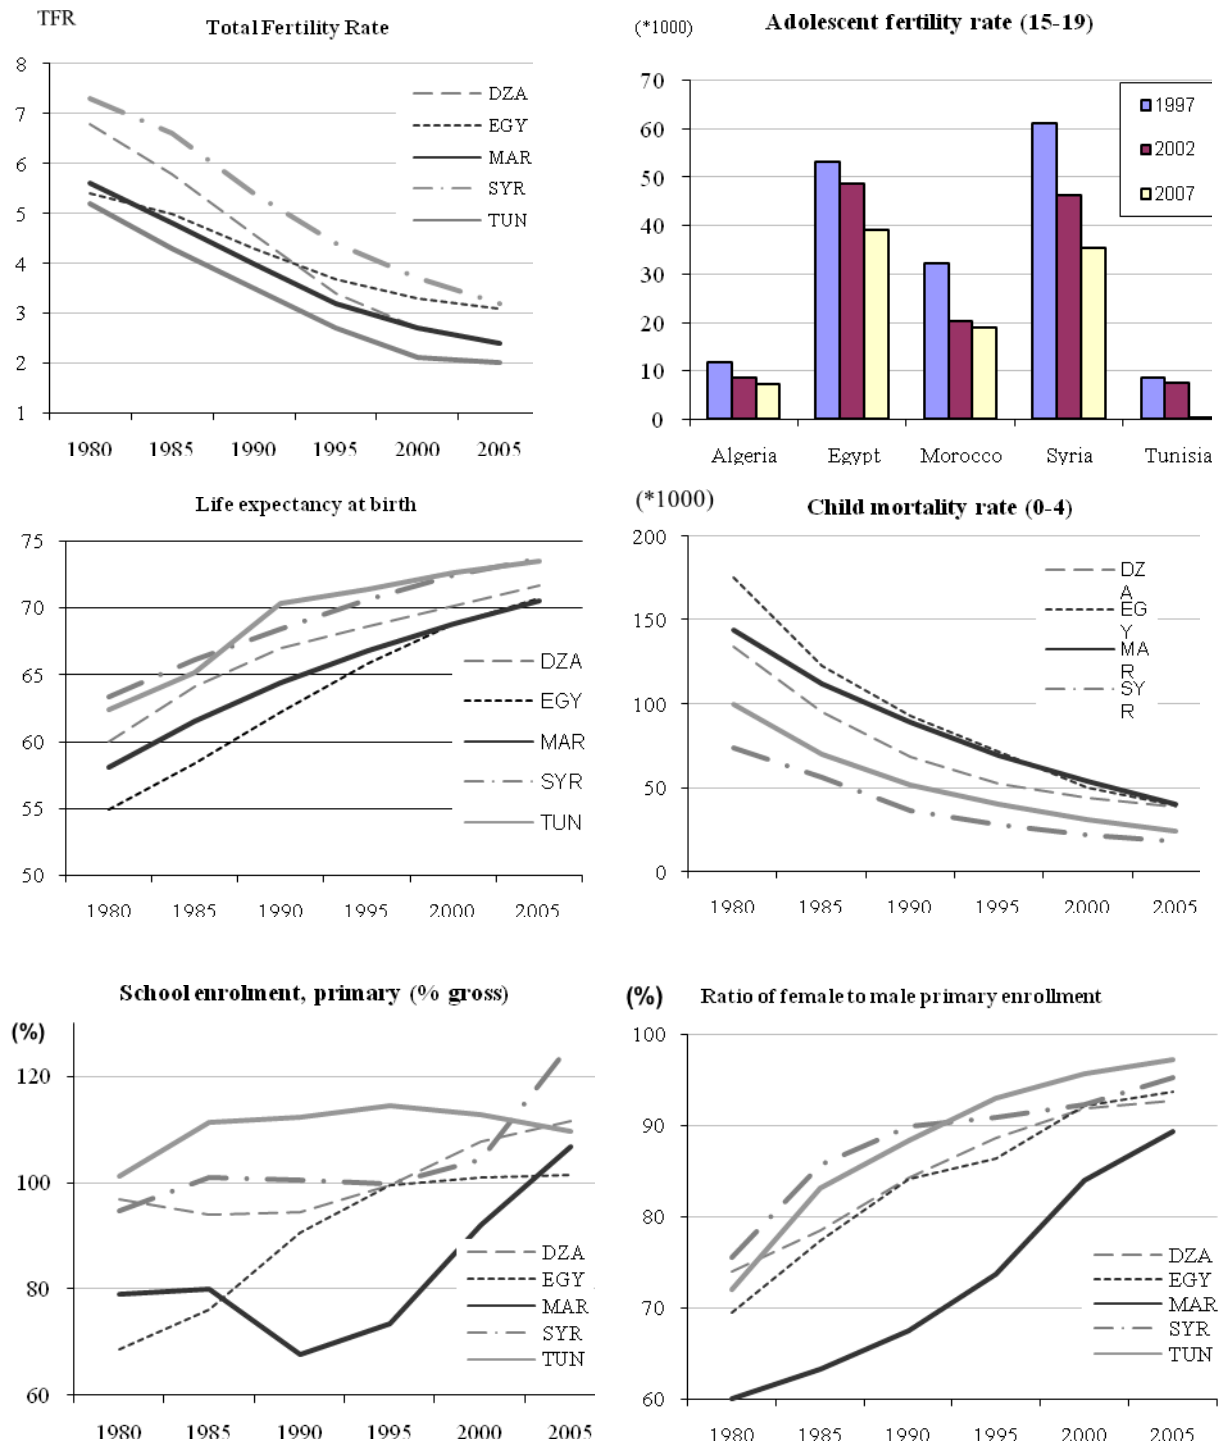 TFR
Total Fertility Rate
8
7
6
5
4
3
2
1
DZA
EGY
MAR
SYR
TUN
1980 1985 1990 1995 2000 2005
(*1000)
Adolescent fertility rate (15-19)
70
60
50
40
30
20
10
0
1997
2002
2007
Algeria Egypt Morocco Syria Tunisia
Life expectancy at birth
75
70
65
60
55
50
DZA
EGY
MAR
SYR
TUN
1980 1985 1990 1995 2000 2005
(*1000)
Child mortality rate (0-4)
200
150
100
50
0
DZ
A
EG
Y
MA
R
SY
R
1980 1985 1990 1995 2000 2005
School enrolment, primary (% gross)
(%)
120
100
80
60
DZA
EGY
MAR
SYR
TUN
1980 1985 1990 1995 2000 2005
(%)
Ratio of female to male primary enrollment
100
90
80
70
60
DZA
EGY
MAR
SYR
TUN
1980 1985 1990 1995 2000 2005